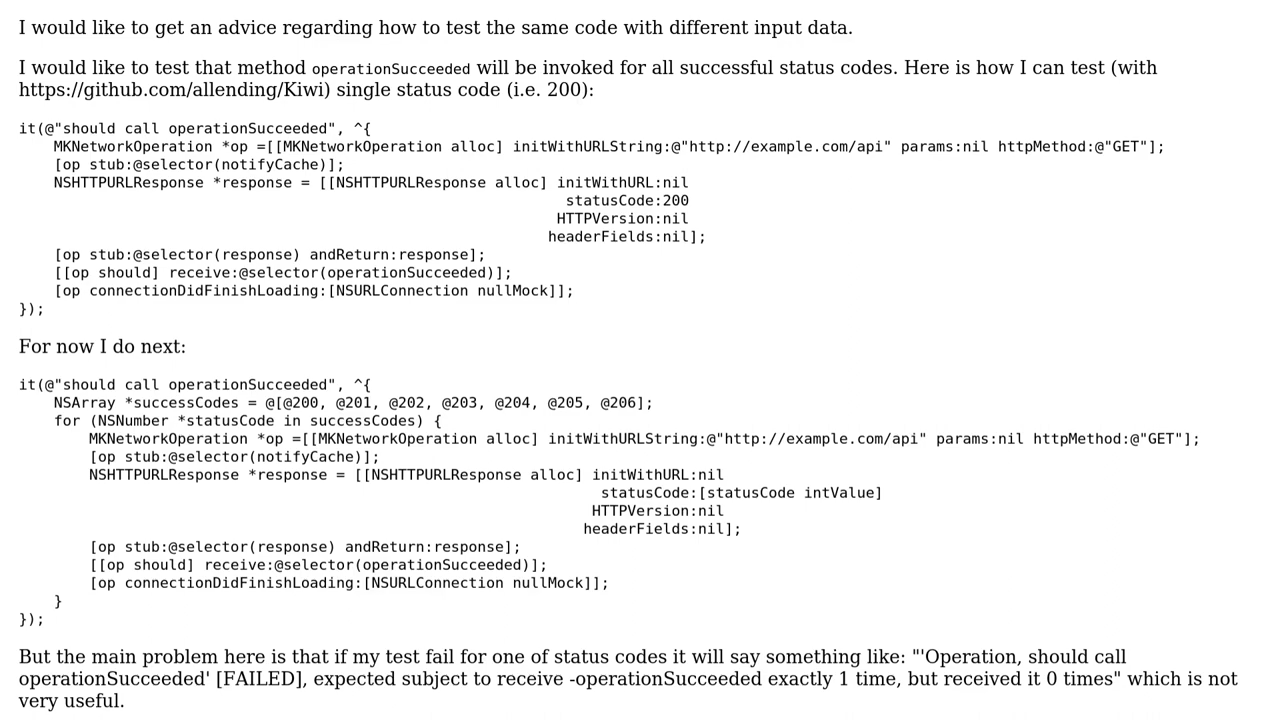 I would like to get an advice regarding how to test the same code with different input data.
I would like to test that method operationSucceeded will be invoked for all successful status codes. Here is how I can test (with
https://github.com/allending/Kiwi) single status code (i.e. 200):
it(@"should call operationSucceeded", ^{
    MKNetworkOperation *op =[[MKNetworkOperation alloc] initWithURLString:@"http://example.com/api" params:nil httpMethod:@"GET"];
    [op stub:@selector(notifyCache)];
    NSHTTPURLResponse *response = [[NSHTTPURLResponse alloc] initWithURL:nil
                                                              statusCode:200
                                                             HTTPVersion:nil
                                                            headerFields:nil];
    [op stub:@selector(response) andReturn:response];
    [[op should] receive:@selector(operationSucceeded)];
    [op connectionDidFinishLoading:[NSURLConnection nullMock]];
});
For now I do next:
it(@"should call operationSucceeded", ^{
    NSArray *successCodes = @[@200, @201, @202, @203, @204, @205, @206];
    for (NSNumber *statusCode in successCodes) {
        MKNetworkOperation *op =[[MKNetworkOperation alloc] initWithURLString:@"http://example.com/api" params:nil httpMethod:@"GET"];
        [op stub:@selector(notifyCache)];
        NSHTTPURLResponse *response = [[NSHTTPURLResponse alloc] initWithURL:nil
                                                                  statusCode:[statusCode intValue]
                                                                 HTTPVersion:nil
                                                                headerFields:nil];
        [op stub:@selector(response) andReturn:response];
        [[op should] receive:@selector(operationSucceeded)];
        [op connectionDidFinishLoading:[NSURLConnection nullMock]];
    }
});
But the main problem here is that if my test fail for one of status codes it will say something like: "'Operation, should call
operationSucceeded' [FAILED], expected subject to receive -operationSucceeded exactly 1 time, but received it 0 times" which is not
very useful.